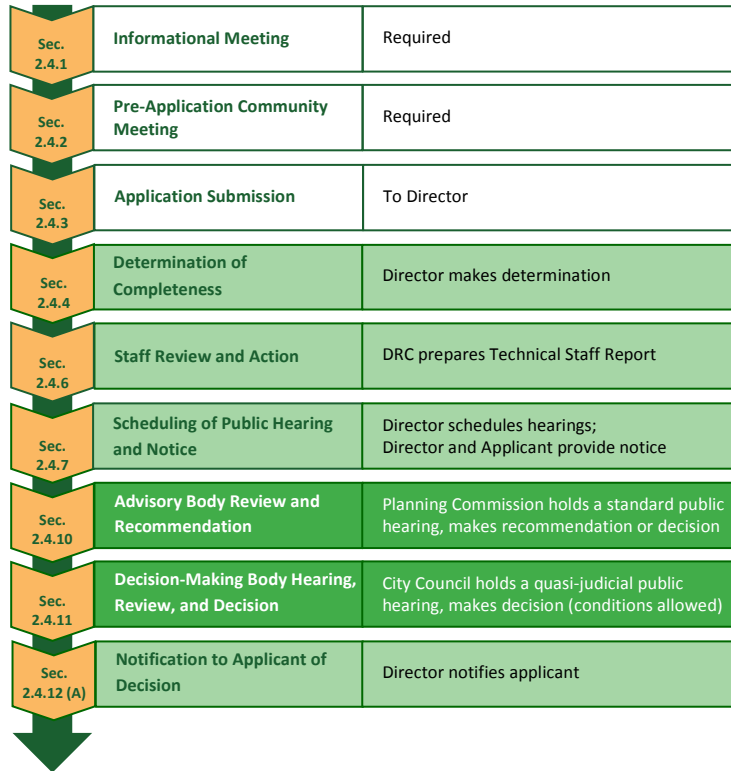 Sec.
2.4.1
Informational Meeting
Required
Sec.
2.4.2
Pre-Application Community
Meeting
Required
Sec.
2.4.3
Application Submission
To Director
Sec.
2.4.4
Determination of
Completeness
Director makes determination
Sec.
2.4.6
Staff Review and Action
DRC prepares Technical Staff Report
Sec.
2.4.7
Scheduling of Public Hearing
and Notice
Director schedules hearings;
Director and Applicant provide notice
Sec.
2.4.10
Advisory Body Review and
Recommendation
Planning Commission holds a standard public
hearing, makes recommendation or decision
Sec.
2.4.11
Decision-Making Body Hearing,
Review, and Decision
City Council holds a quasi-judicial public
hearing, makes decision (conditions allowed)
Sec.
2.4.12 (A)
Notification to Applicant of
Decision
Director notifies applicant